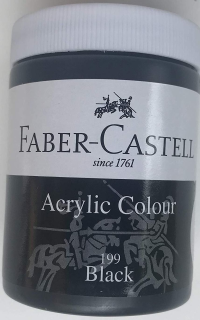 FABER-CASTELL
since 1761
Acrylic Colour
199
Black